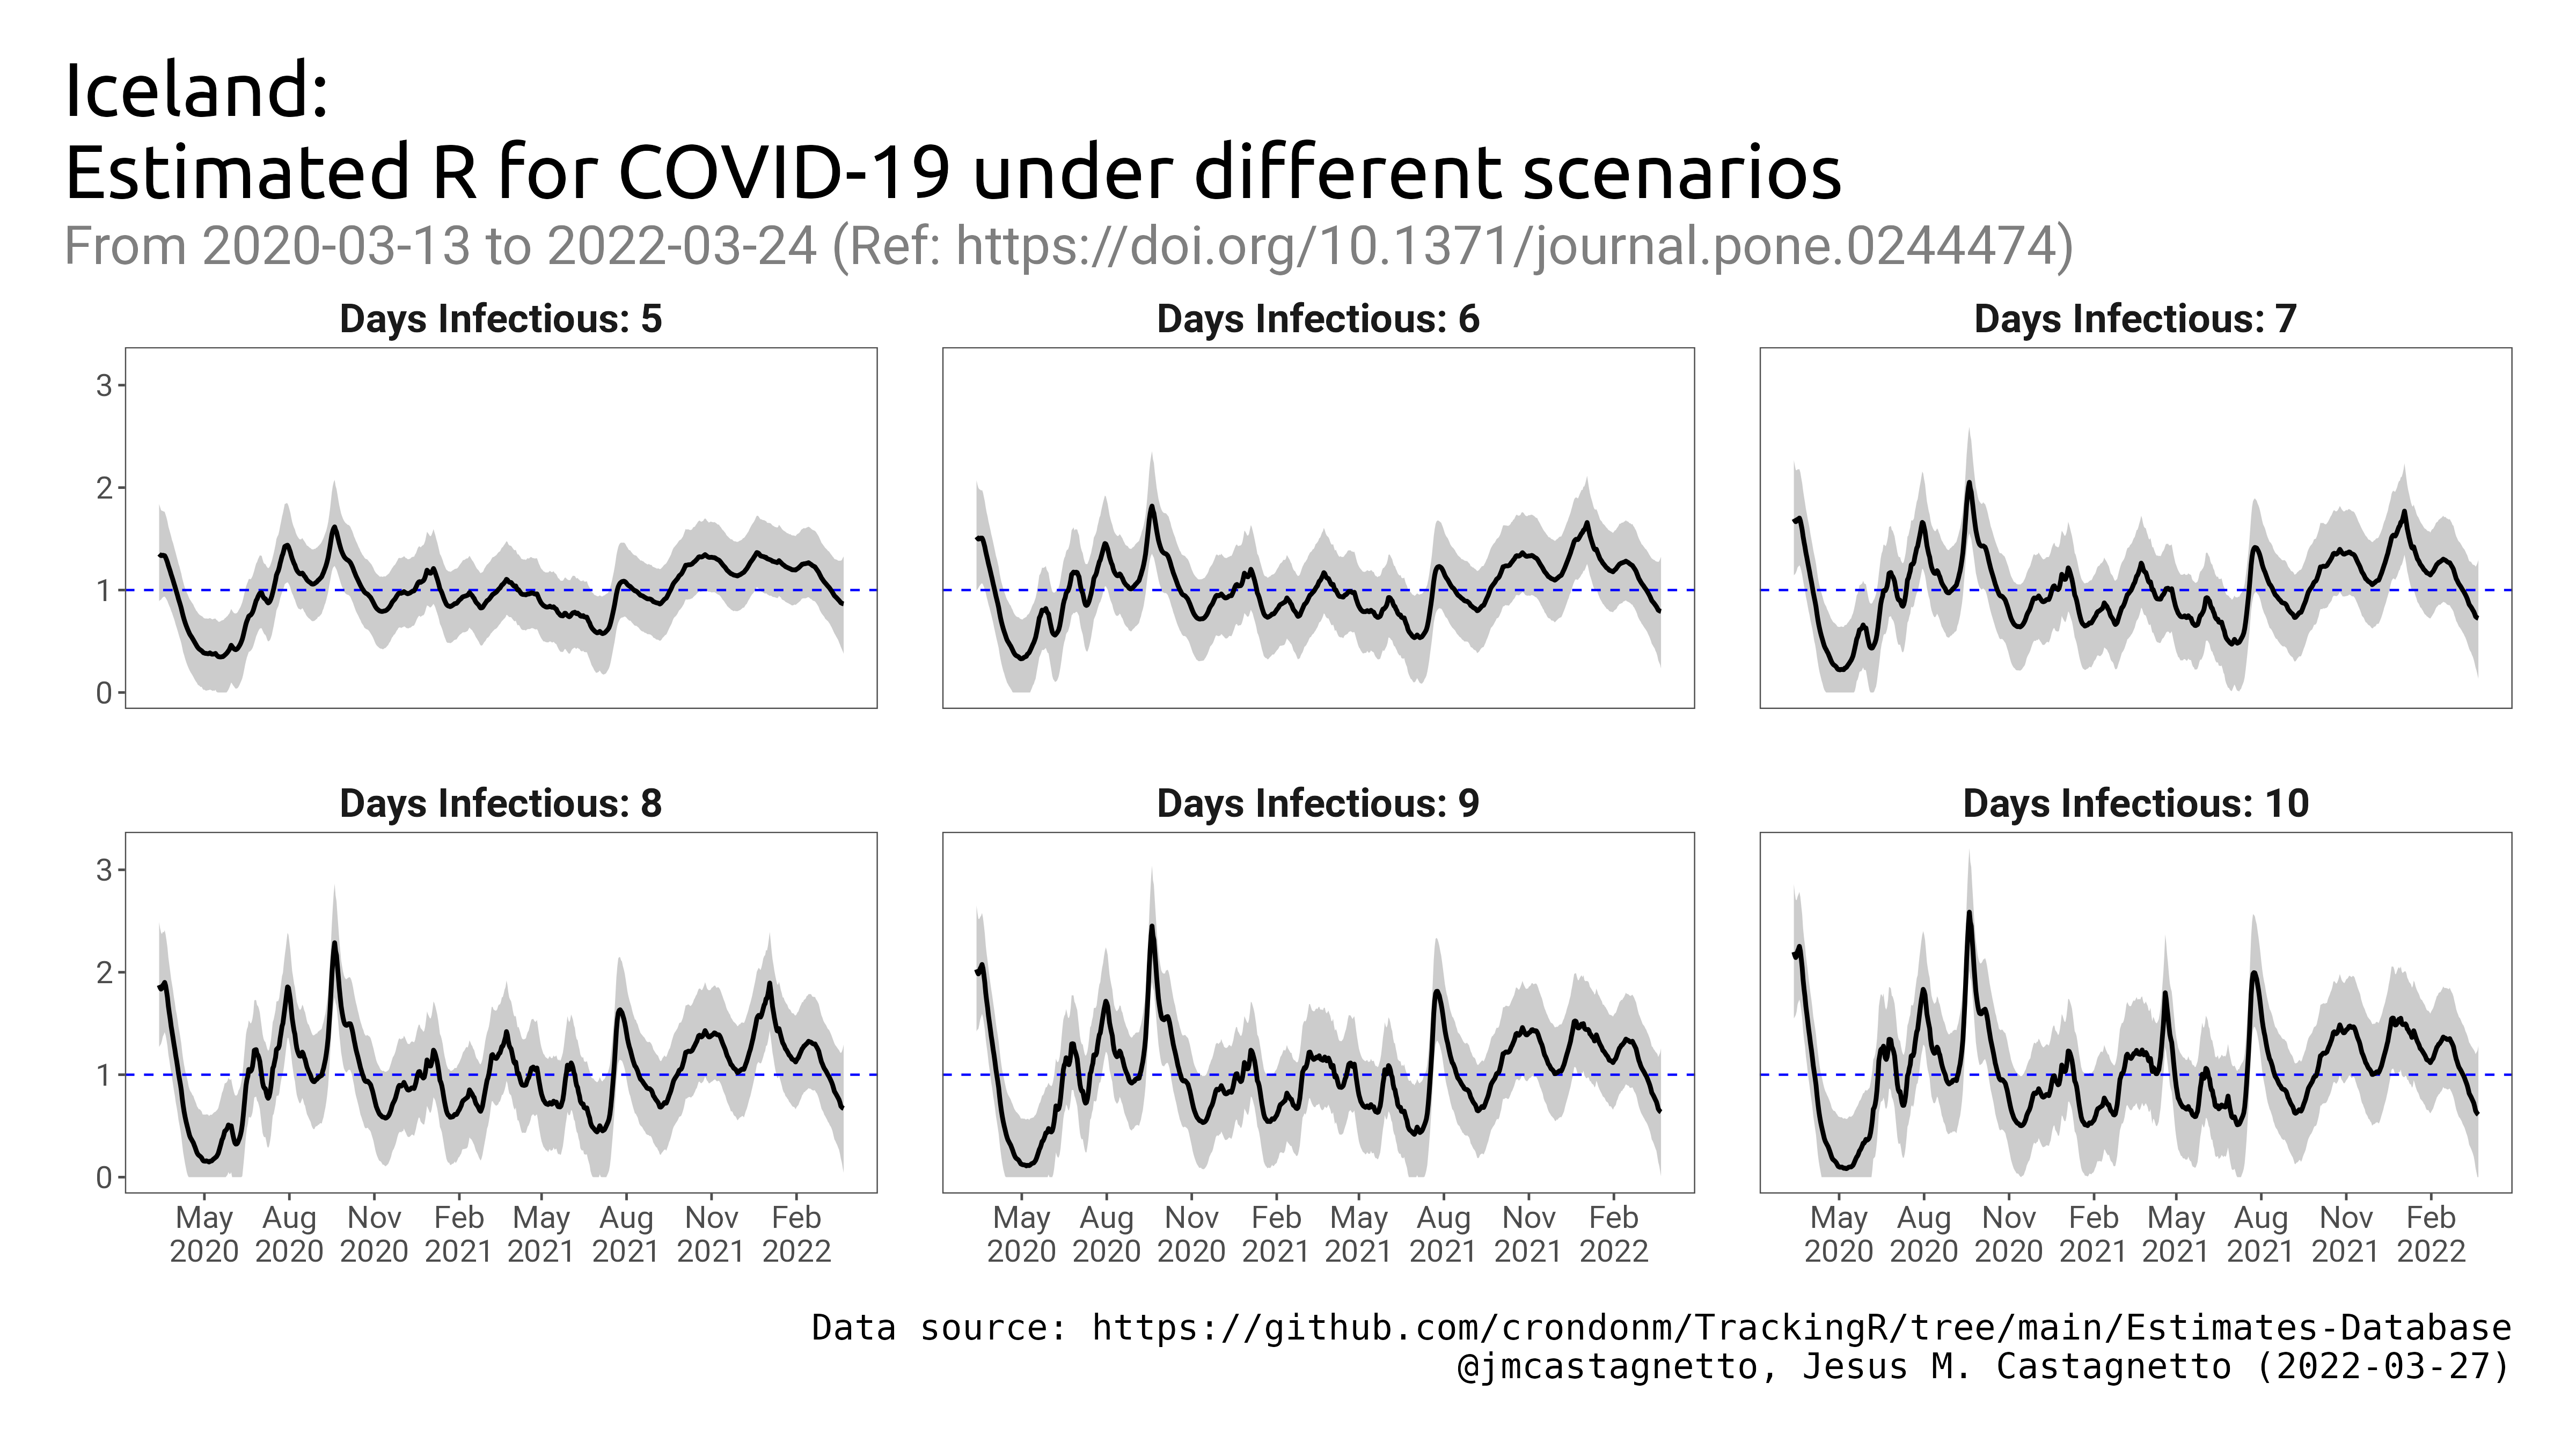 Iceland:
Estimated R for COVID-19 under different scenarios
From 2020-03-13 to 2022-03-24 (Ref: https://doi.org/10.1371/journal.pone.0244474)
Days Infectious: 5
Days Infectious: 6
Days Infectious: 7
3
2
1
0
Days Infectious: 8
Days Infectious: 9
Days Infectious: 10
3
2
1
0
May Aug Nov Feb May Aug Nov Feb
2020 2020 2020 2021 2021 2021 2021 2022
May Aug Nov Feb May Aug Nov Feb
2020 2020 2020 2021 2021 2021 2021 2022
May Aug Nov Feb May Aug Nov Feb
2020 2020 2020 2021 2021 2021 2021 2022
Data source: https://github.com/crondonm/TrackingR/tree/main/Estimates-Database
@jmcastagnetto, Jesus M. Castagnetto (2022-03-27)